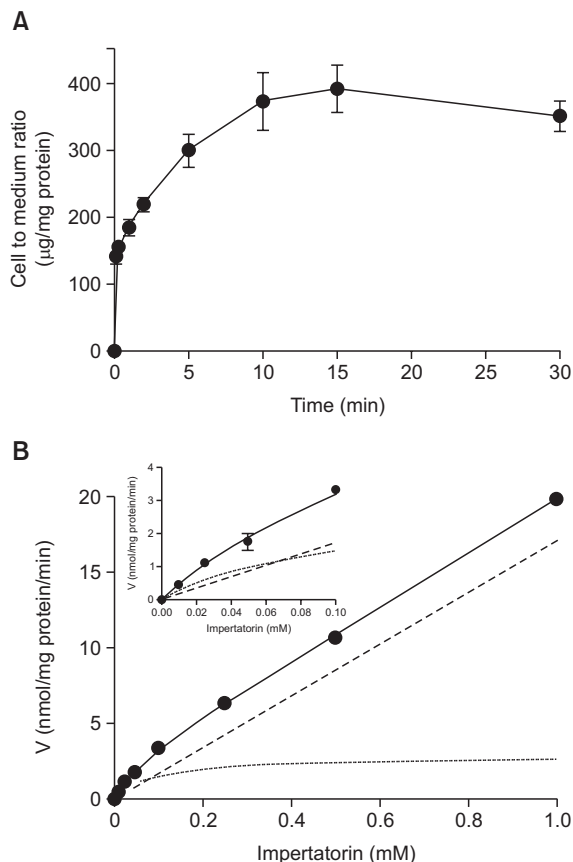 A
Cell to medium ratio
(μg/mg protein)
400
300
200
100
0
0 5 10 15 20 25 30
Time (min)
B
V (nmol/mg protein/min)
20
15
10
5
0
0 0.2 0.4 0.6 0.8 1.0
Impertatorin (mM)
V (nmol/mg protein/min)
4
3
2
1
0
0.00 0.02 0.04 0.06 0.08 0.10
Impertatorin (mM)